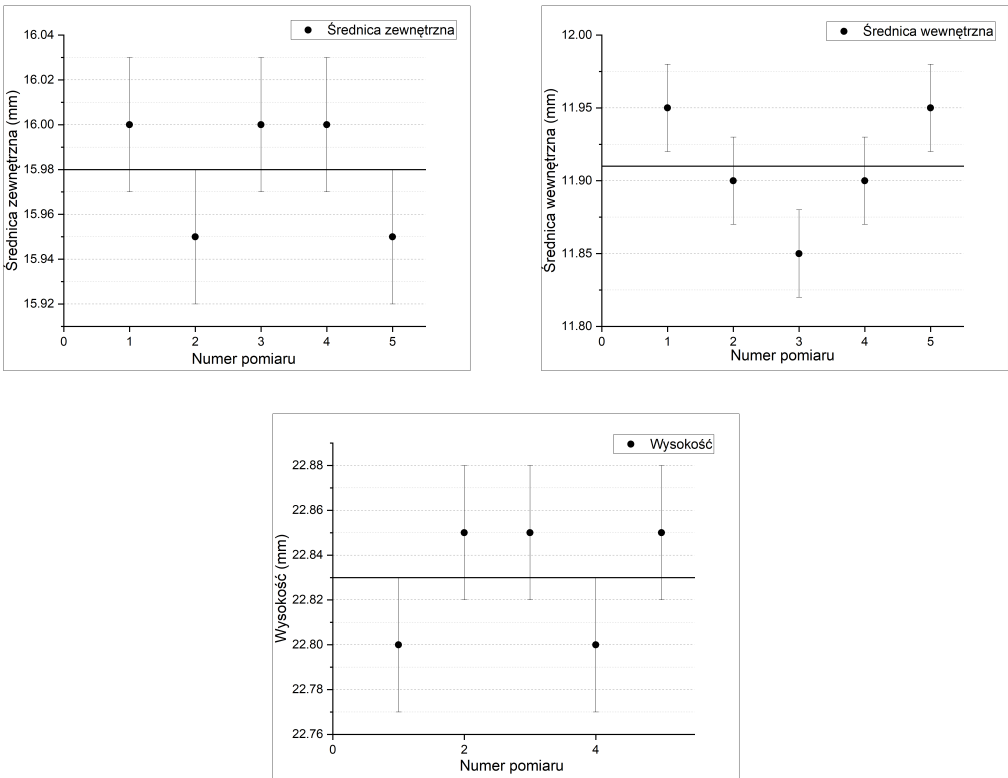 Średnica zewnętrzna
16.04
16.02
16.00
15.98
15.96
15.94
15.92
Średnica zewnętrzna (mm)
0 1 2 3 4 5
Numer pomiaru
Średnica wewnętrzna
12.00
11.95
11.90
11.85
11.80
Średnica wewnętrzna (mm)
0 1 2 3 4 5
Numer pomiaru
Wysokość
22.88
22.86
22.84
22.82
22.80
22.78
22.76
Wysokość (mm)
0 2 4
Numer pomiaru